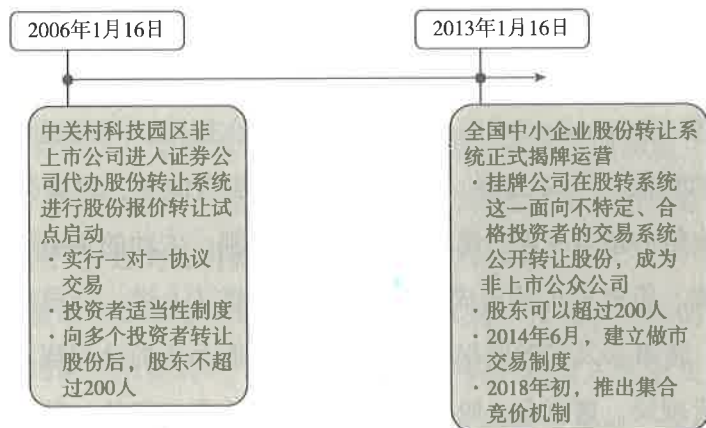 2006年1月16日
2013年1月16日
中关村科技园区非
上市公司进入证券公
司代办股份转让系统
进行股份报价转让试
点启动
·实行一对一协议
交易
·投资者适当性制度
·向多个投资者转让
股份后，股东不超
过200人
全国中小企业股份转让系
统正式揭牌运营
·挂牌公司在股转系统
这一面向不特定、合
格投资者的交易系统
公开转让股份，成为
非上市公众公司
·股东可以超过200人
·2014年6月，建立做市
交易制度
·2018年初，推出集合
竞价机制